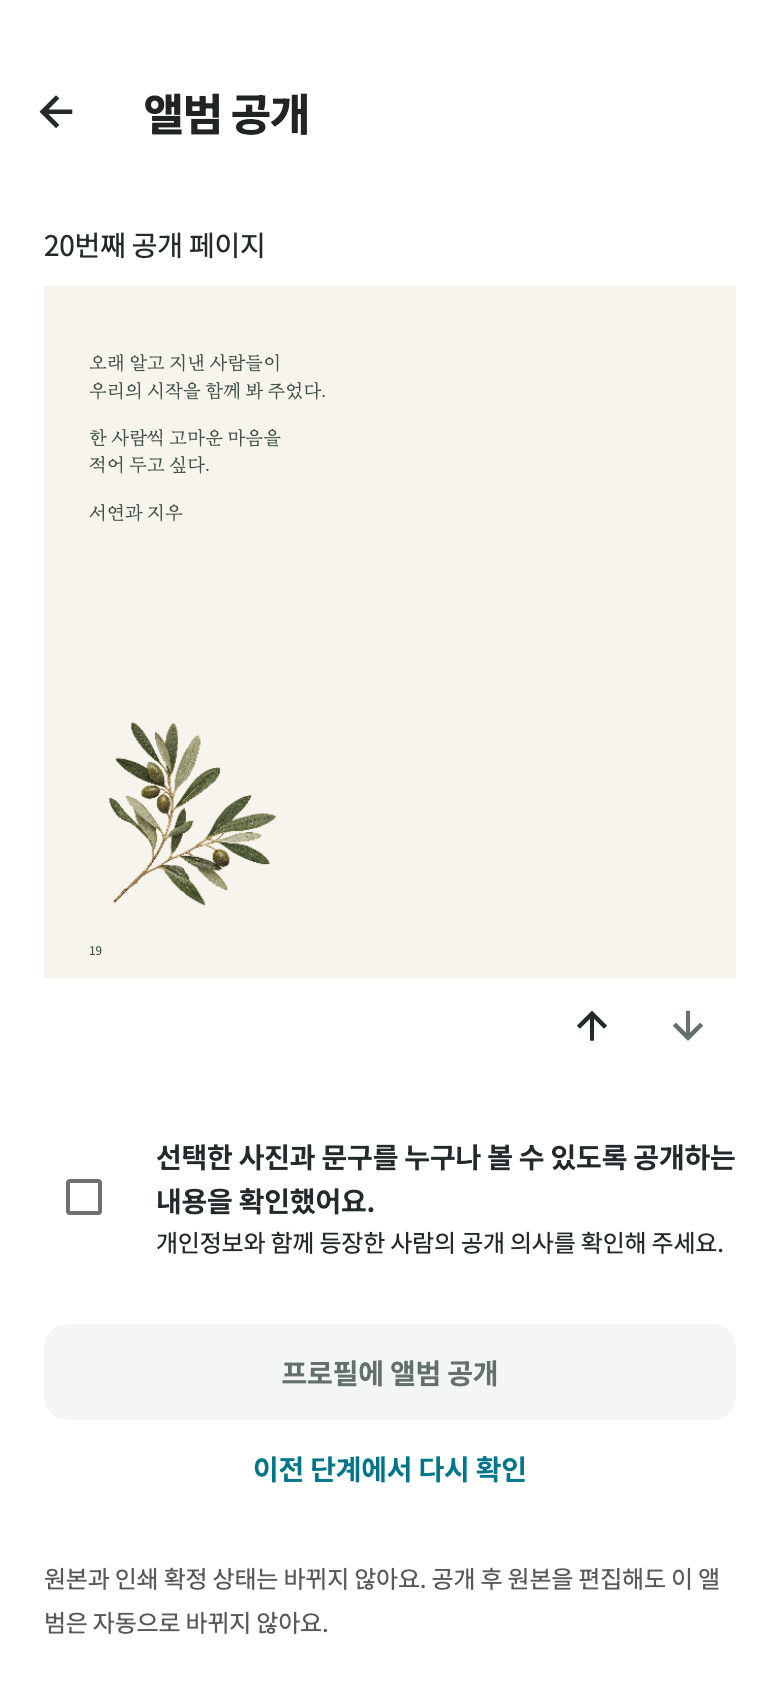 앨범 공개
20번째 공개 페이지
오래 알고 지낸 사람들이
우리의 시작을 함께 봐 주었다.
한 사람씩 고마운 마음을
적어 두고 싶다.
서연과 지우
19
선택한 사진과 문구를 누구나 볼 수 있도록 공개하는
내용을 확인했어요.
개인정보와 함께 등장한 사람의 공개 의사를 확인해 주세요.
프로필에 앨범 공개
이전 단계에서 다시 확인
원본과 인쇄 확정 상태는 바뀌지 않아요. 공개 후 원본을 편집해도 이 앨
범은 자동으로 바뀌지 않아요.